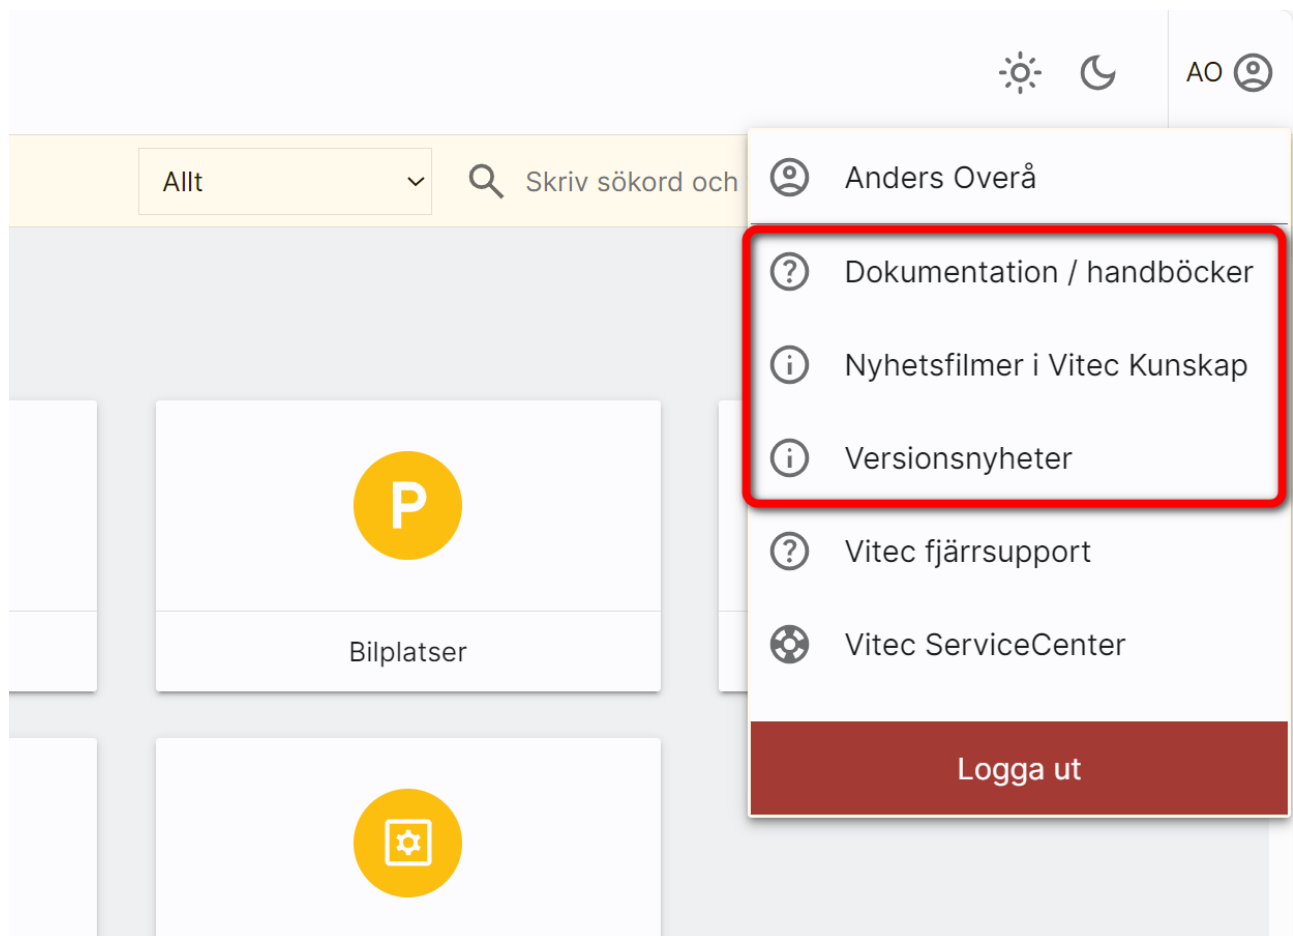 AO
Allt
Skriv sökord och
Anders Overå
Dokumentation / handböcker
Nyhetsfilmer i Vitec Kunskap
Versionsnyheter
Vitec fjärrsupport
Vitec ServiceCenter
Logga ut
P
Bilplatser